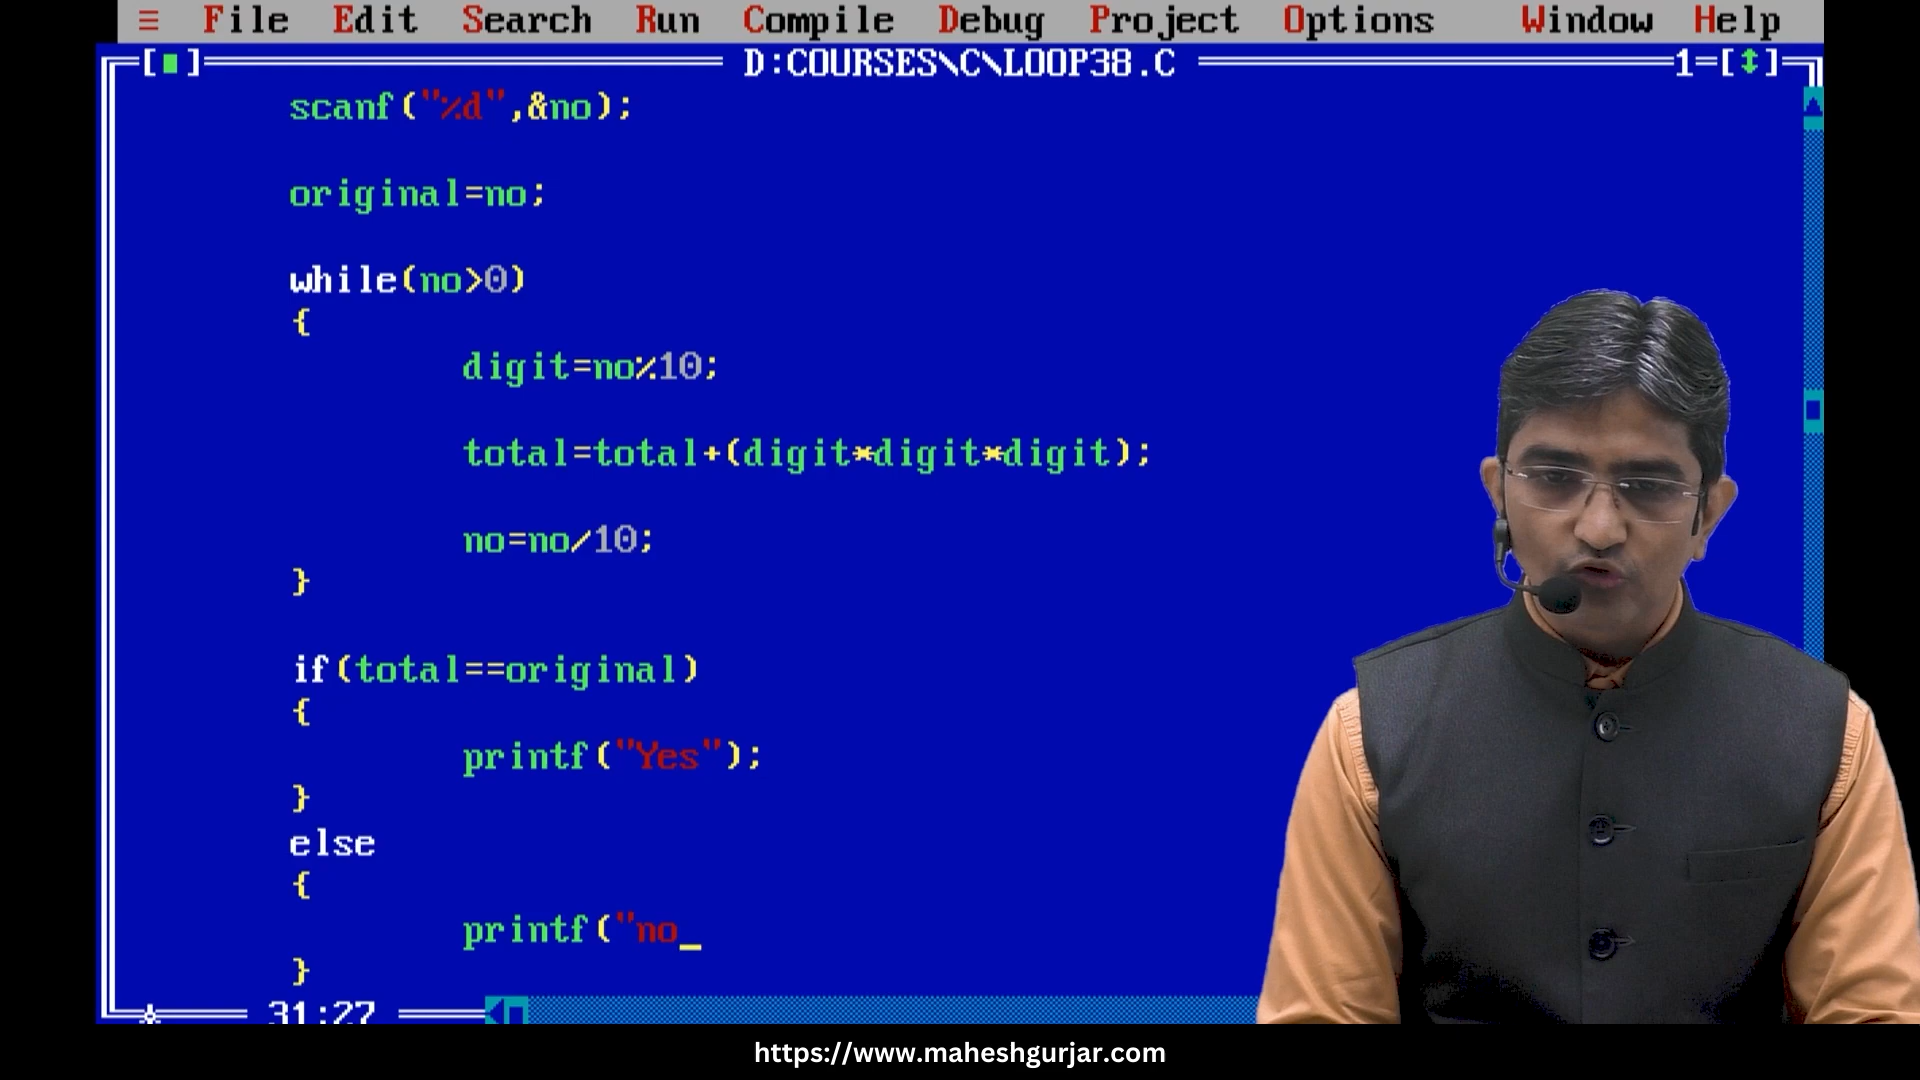 ≡ File Edit Search Run Compile Debug Project Options Window Help
[■] D:COURSES\C\LOOP38.C 1=[↕]
scanf("%d",&no);
original=no;
while(no>0)
{
digit=no%10;
total=total+(digit*digit*digit);
no=no/10;
}
if(total==original)
{
printf("Yes");
}
else
{
printf("no_
}
31:27
https://www.maheshgurjar.com